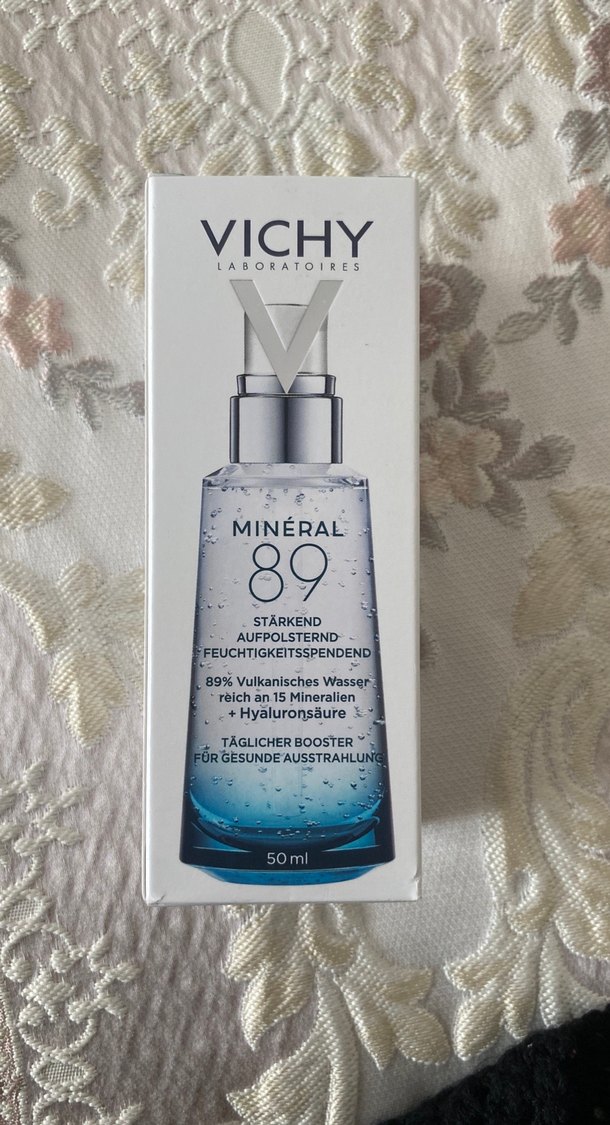 VICHY
LABORATOIRES
MINÉRAL
89
STÄRKEND
AUFPOLSTERND
FEUCHTIGKEITSSPENDEND
89% Vulkanisches Wasser
reich an 15 Mineralien
+ Hyaluronsäure
TÄGLICHER BOOSTER
FÜR GESUNDE AUSSTRAHLUNG
50 ml